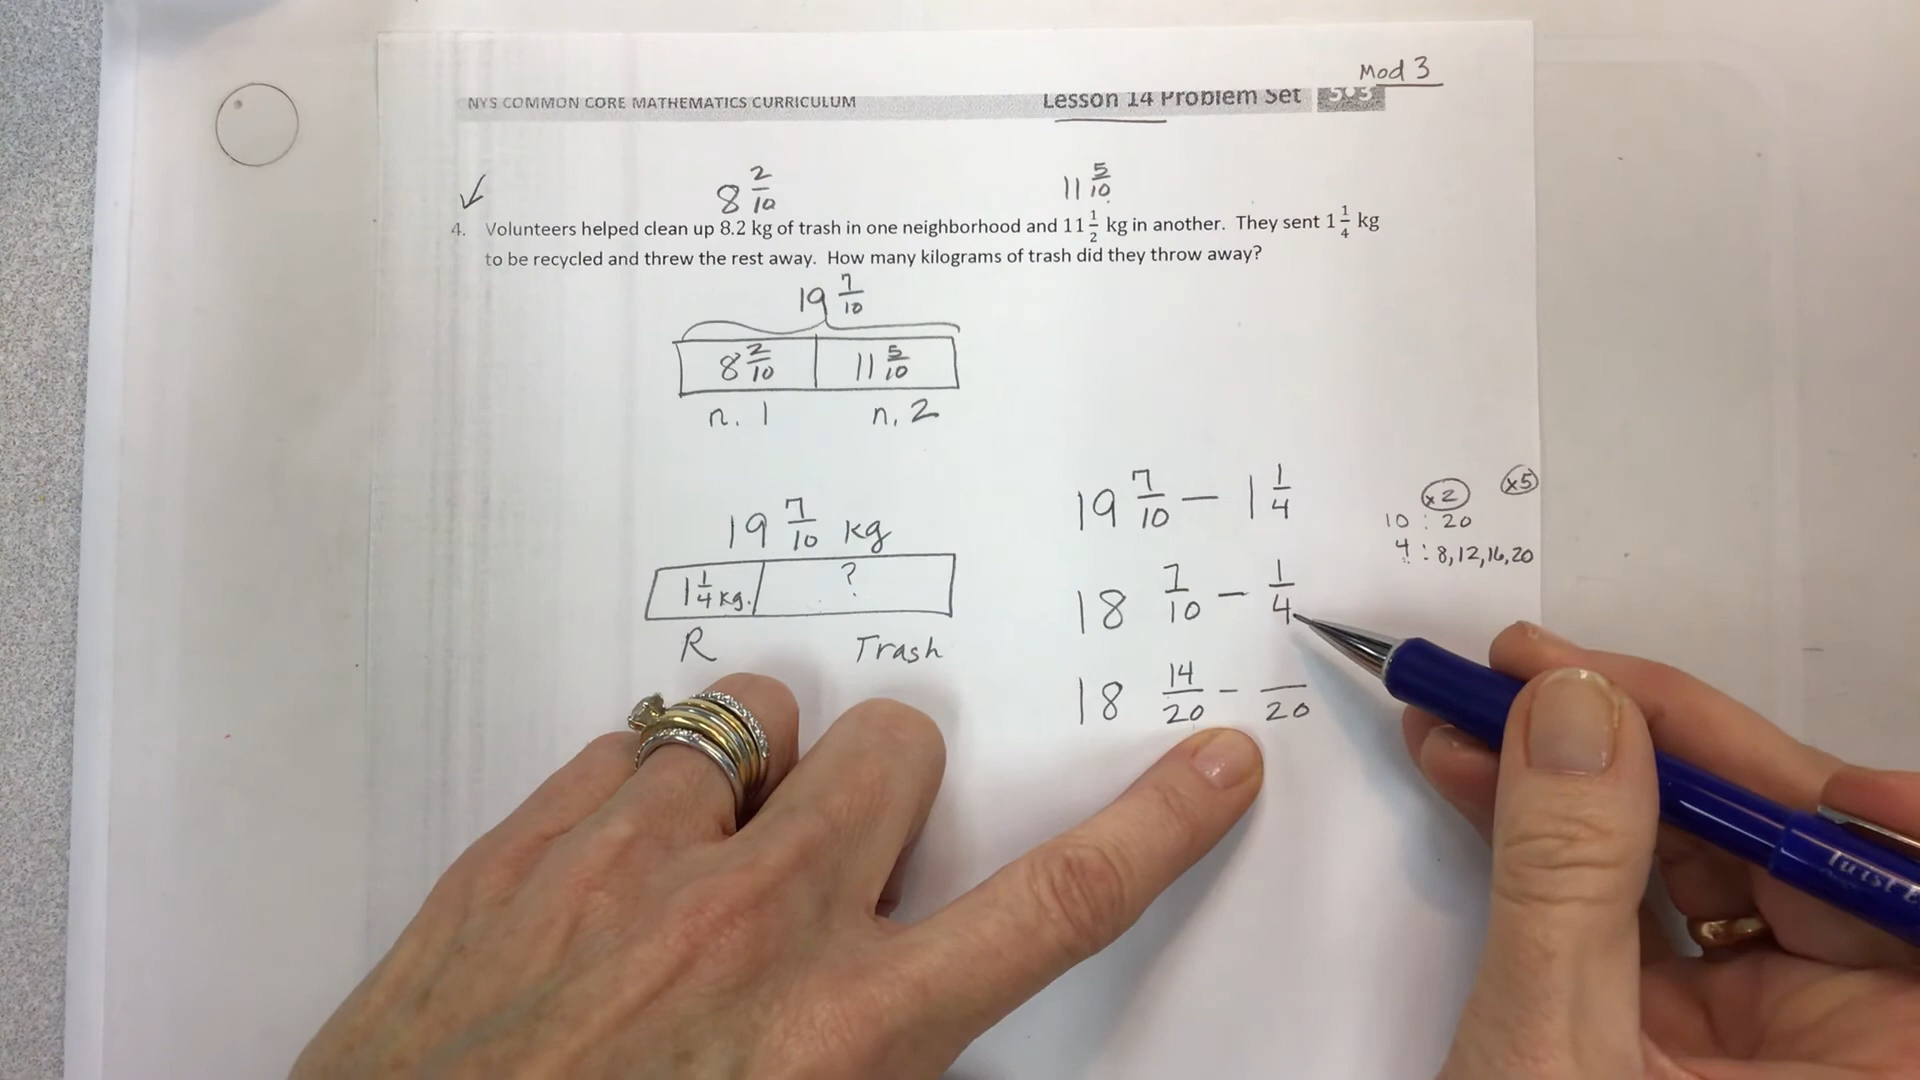 Mod 3
NYS COMMON CORE MATHEMATICS CURRICULUM Lesson 14 Problem Set 5•3
8 2/10 11 5/10
4. Volunteers helped clean up 8.2 kg of trash in one neighborhood and 11 1/2 kg in another. They sent 1 1/4 kg
to be recycled and threw the rest away. How many kilograms of trash did they throw away?
19 7/10
8 2/10 11 5/10
n. 1 n. 2
19 7/10 kg
1 1/4 kg. ?
R Trash
19 7/10 - 1 1/4
18 7/10 - 1/4
18 14/20 - /20
x2 x5
10 : 20
4 : 8,12,16,20